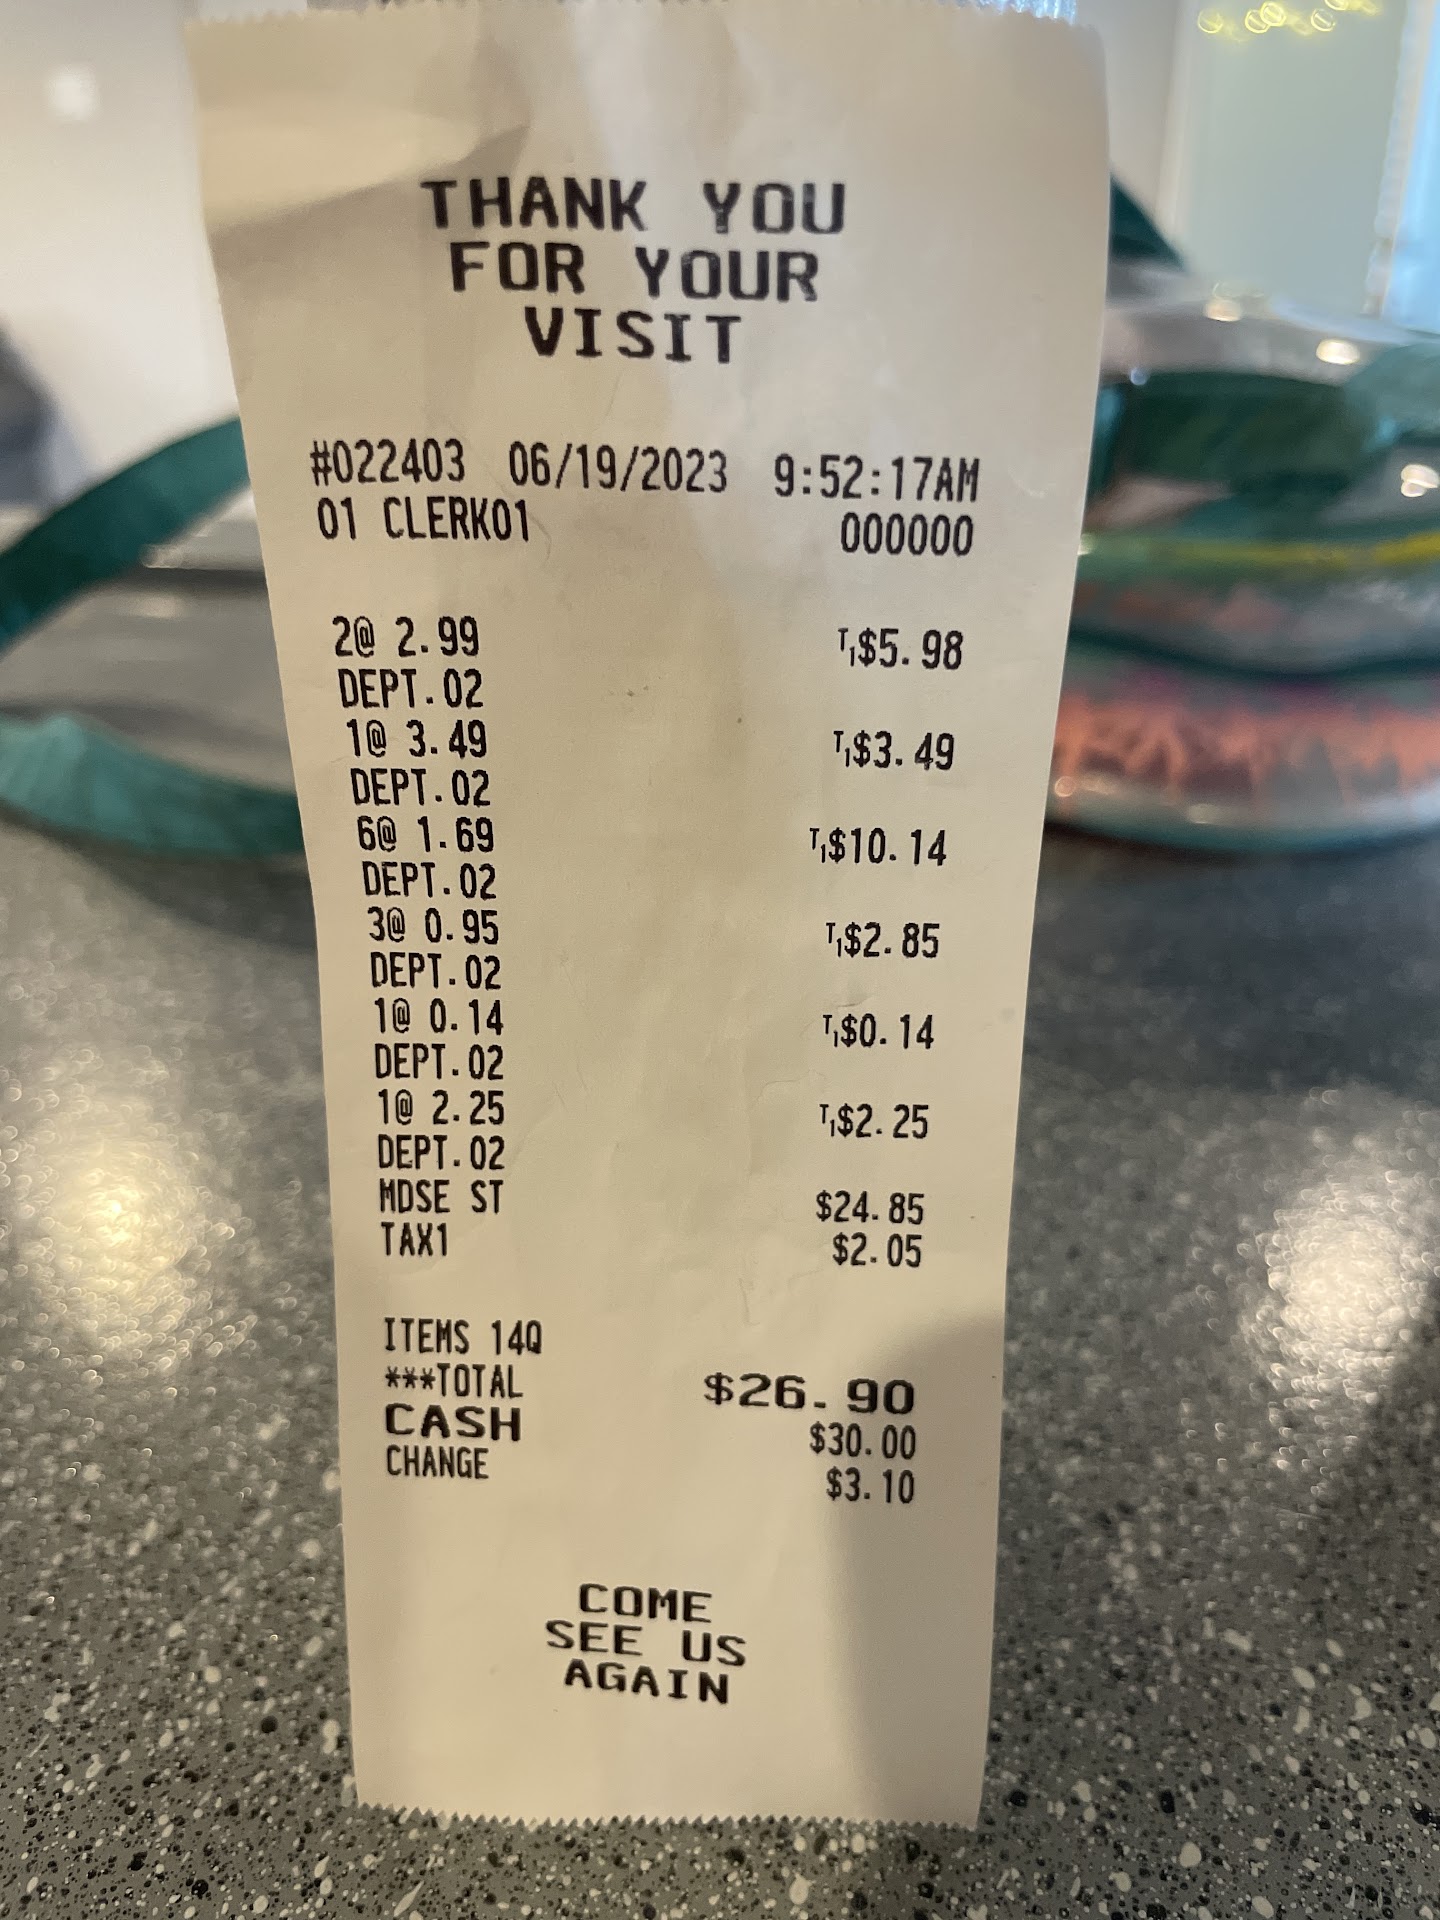 THANK YOU
FOR YOUR
VISIT
#022403 06/19/2023 9:52:17AM
01 CLERK01 000000
2@ 2.99 T1$5.98
DEPT.02
1@ 3.49 T1$3.49
DEPT.02
6@ 1.69 T1$10.14
DEPT.02
3@ 0.95 T1$2.85
DEPT.02
1@ 0.14 T1$0.14
DEPT.02
1@ 2.25 T1$2.25
DEPT.02
MDSE ST $24.85
TAX1 $2.05
ITEMS 14Q
***TOTAL $26.90
CASH $30.00
CHANGE $3.10
COME
SEE US
AGAIN